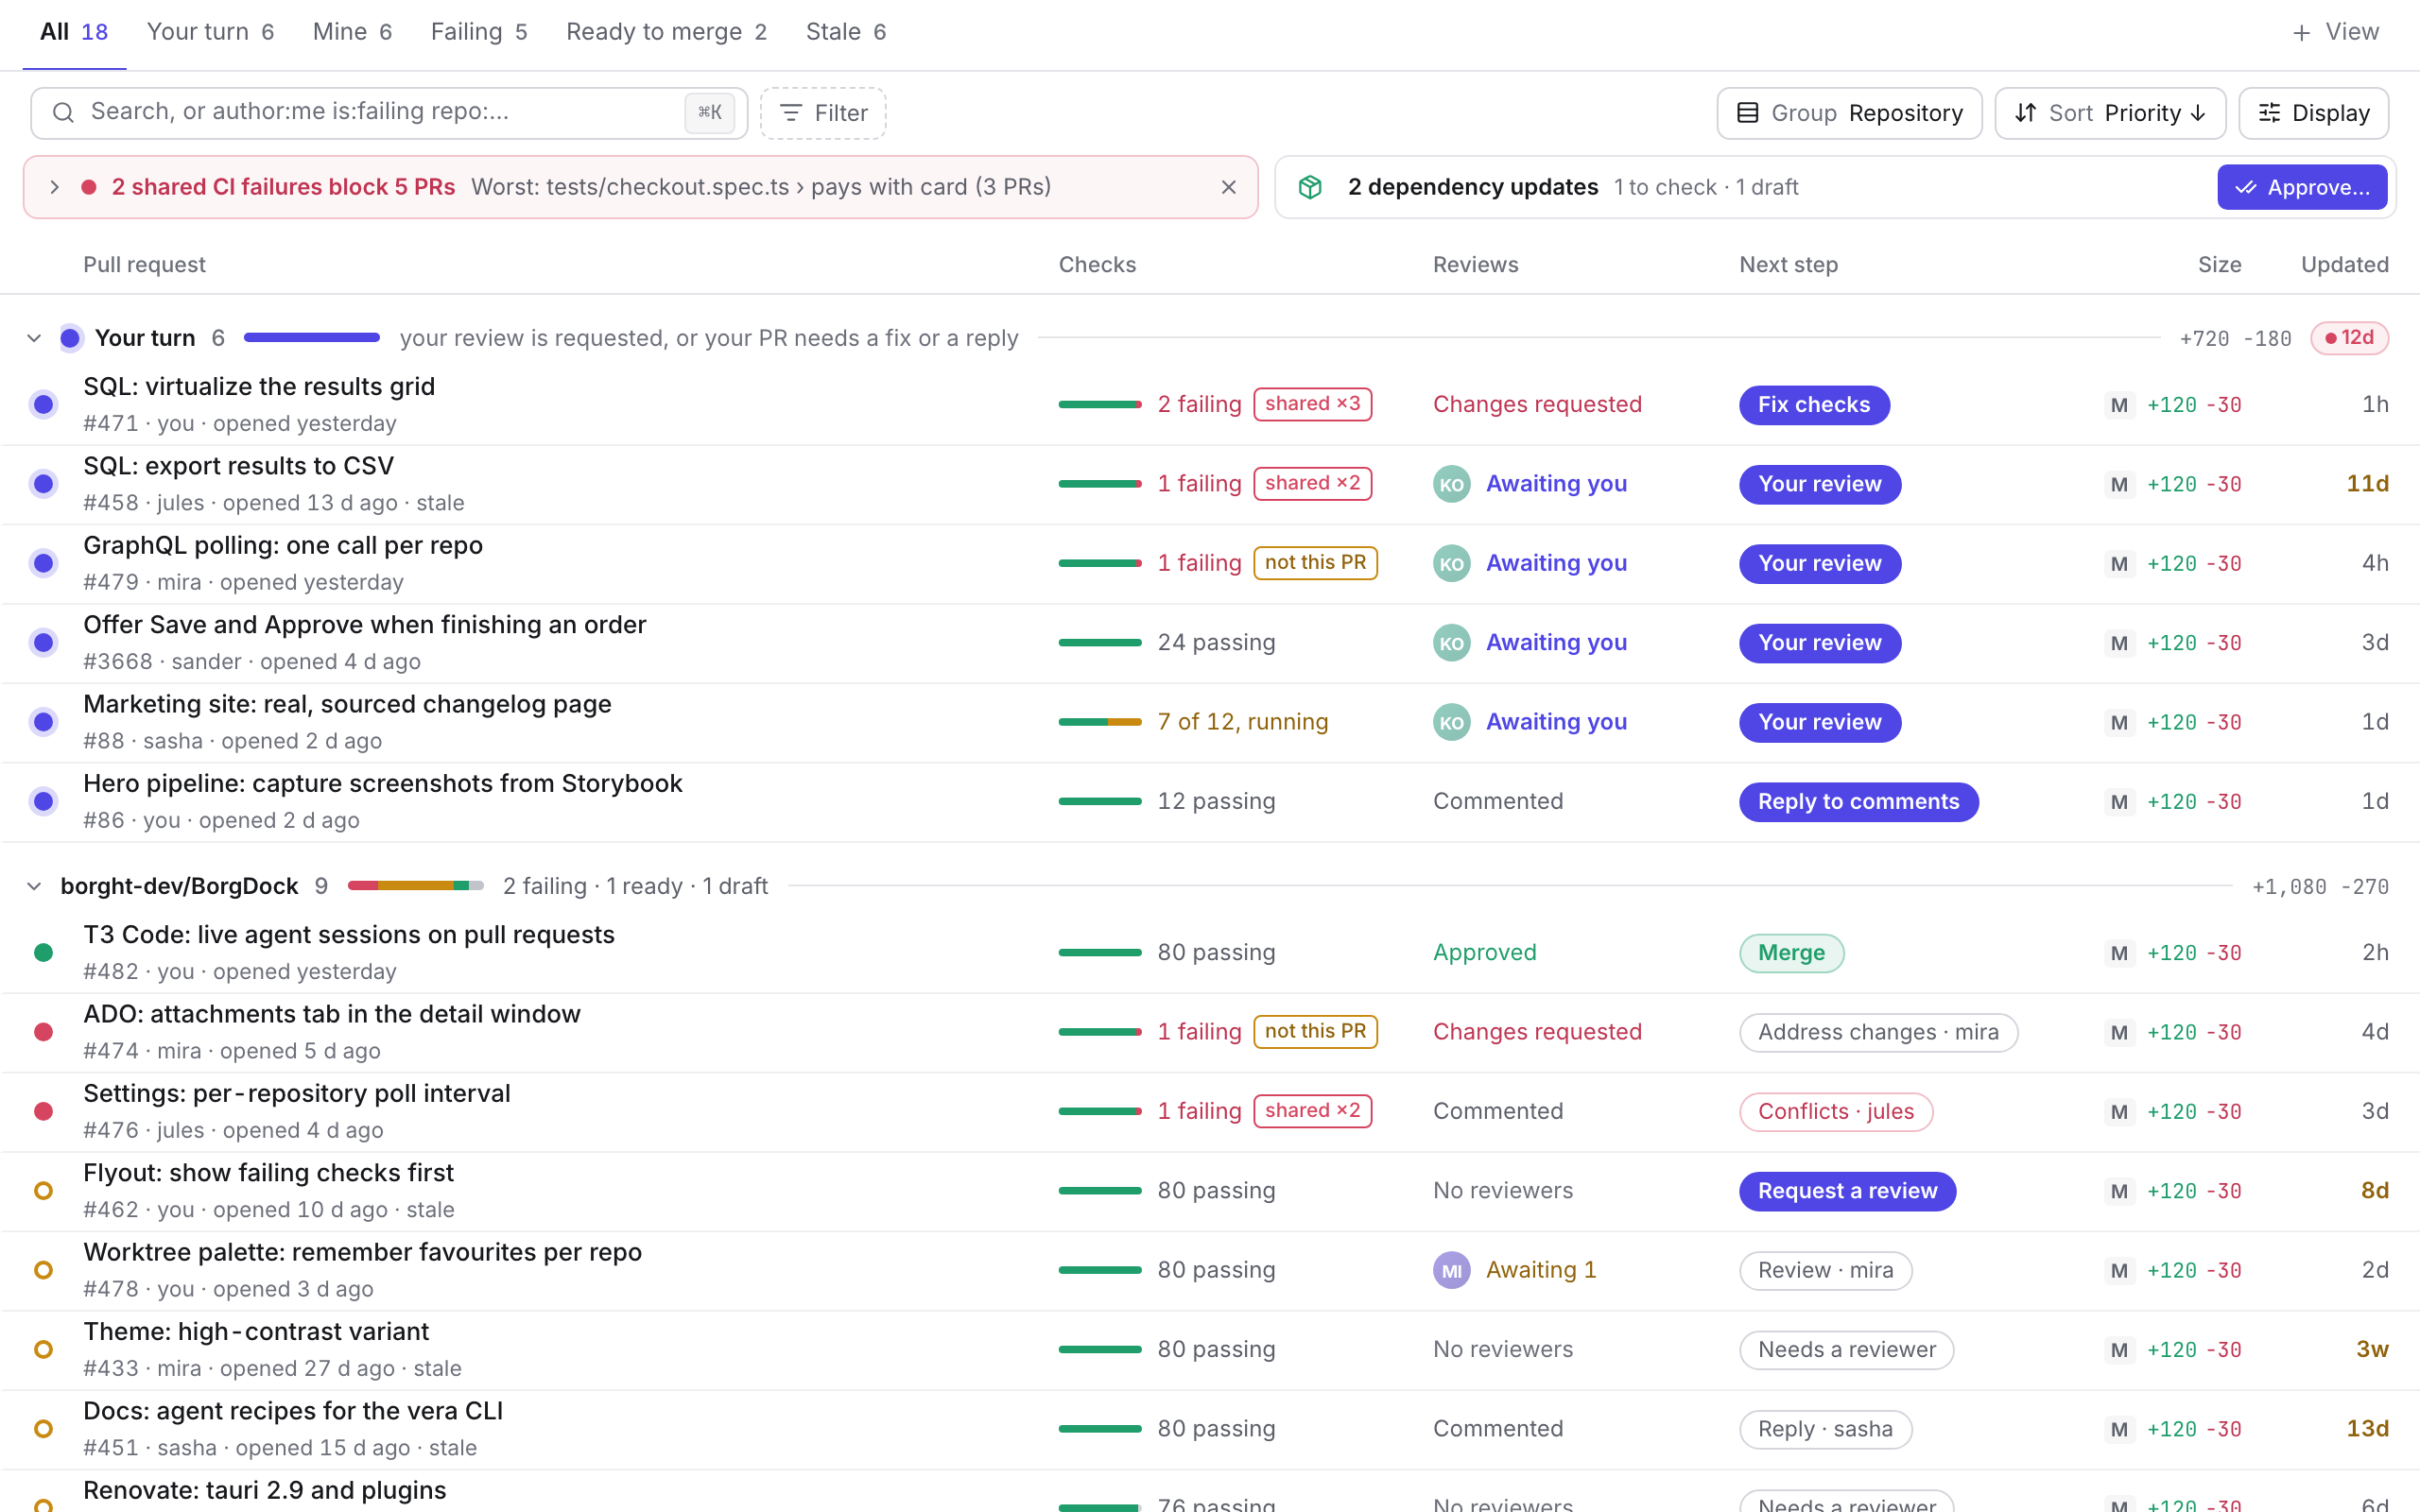 All 18 Your turn 6 Mine 6 Failing 5 Ready to merge 2 Stale 6 + View
Search, or author:me is:failing repo:... ⌘K Filter Group Repository Sort Priority ↓ Display
2 shared CI failures block 5 PRs Worst: tests/checkout.spec.ts › pays with card (3 PRs) 2 dependency updates 1 to check · 1 draft Approve...
Pull request Checks Reviews Next step Size Updated
Your turn 6 your review is requested, or your PR needs a fix or a reply +720 -180 12d
SQL: virtualize the results grid
#471 · you · opened yesterday
2 failing shared ×3 Changes requested Fix checks M +120 -30 1h
SQL: export results to CSV
#458 · jules · opened 13 d ago · stale
1 failing shared ×2 KO Awaiting you Your review M +120 -30 11d
GraphQL polling: one call per repo
#479 · mira · opened yesterday
1 failing not this PR KO Awaiting you Your review M +120 -30 4h
Offer Save and Approve when finishing an order
#3668 · sander · opened 4 d ago
24 passing KO Awaiting you Your review M +120 -30 3d
Marketing site: real, sourced changelog page
#88 · sasha · opened 2 d ago
7 of 12, running KO Awaiting you Your review M +120 -30 1d
Hero pipeline: capture screenshots from Storybook
#86 · you · opened 2 d ago
12 passing Commented Reply to comments M +120 -30 1d
borght-dev/BorgDock 9 2 failing · 1 ready · 1 draft +1,080 -270
T3 Code: live agent sessions on pull requests
#482 · you · opened yesterday
80 passing Approved Merge M +120 -30 2h
ADO: attachments tab in the detail window
#474 · mira · opened 5 d ago
1 failing not this PR Changes requested Address changes · mira M +120 -30 4d
Settings: per-repository poll interval
#476 · jules · opened 4 d ago
1 failing shared ×2 Commented Conflicts · jules M +120 -30 3d
Flyout: show failing checks first
#462 · you · opened 10 d ago · stale
80 passing No reviewers Request a review M +120 -30 8d
Worktree palette: remember favourites per repo
#478 · you · opened 3 d ago
80 passing MI Awaiting 1 Review · mira M +120 -30 2d
Theme: high-contrast variant
#433 · mira · opened 27 d ago · stale
80 passing No reviewers Needs a reviewer M +120 -30 3w
Docs: agent recipes for the vera CLI
#451 · sasha · opened 15 d ago · stale
80 passing Commented Reply · sasha M +120 -30 13d
Renovate: tauri 2.9 and plugins
76 passing No reviewers Needs a reviewer M +120 -30 6d